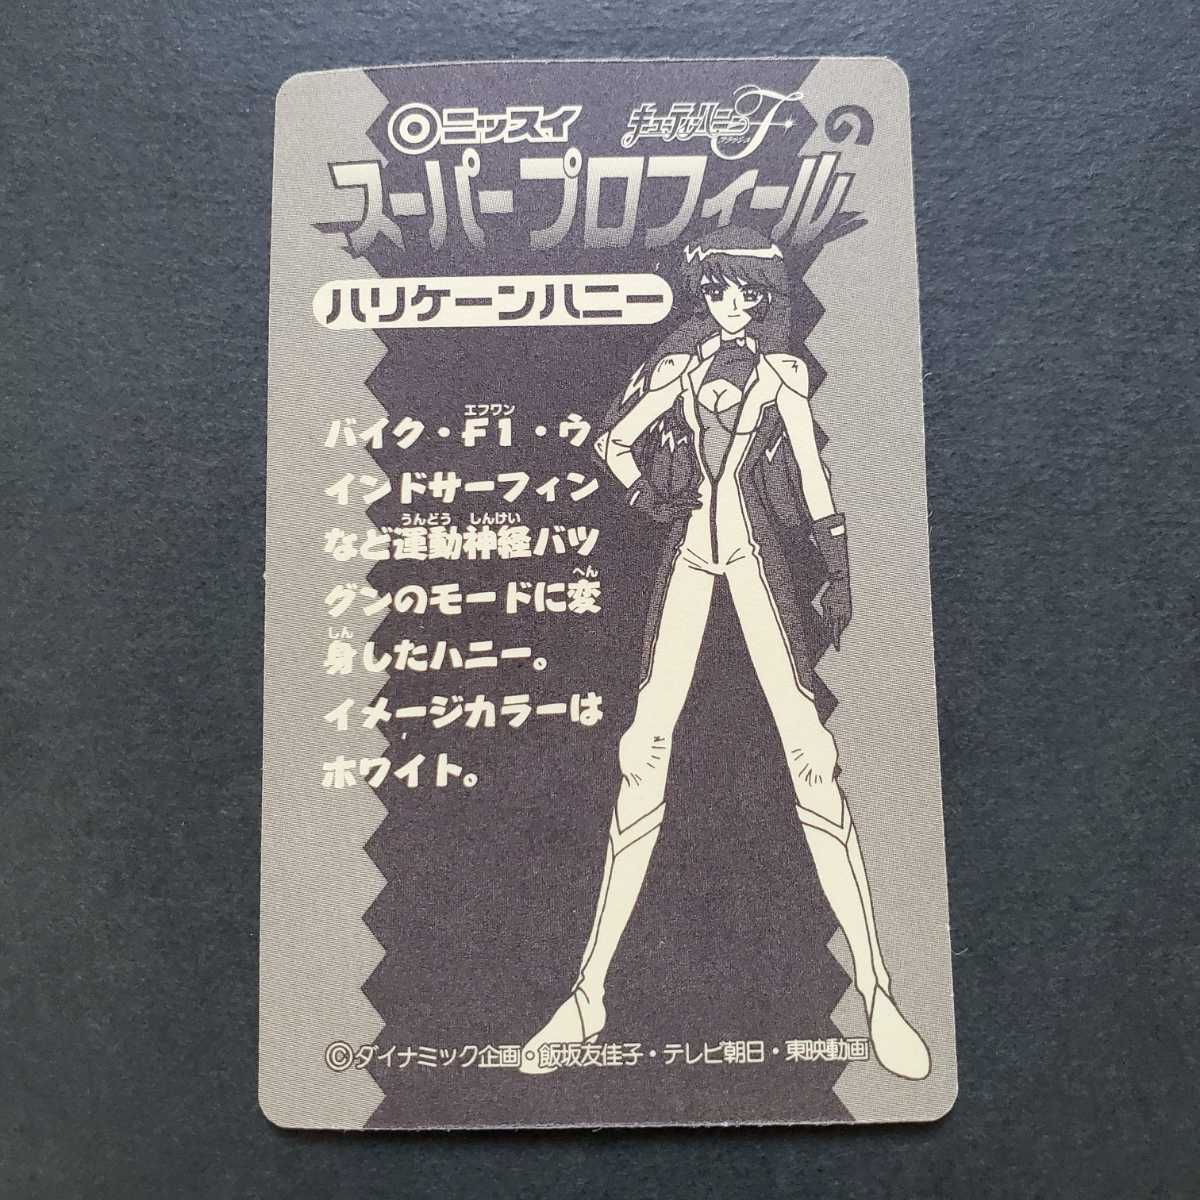 ニッスイ キューティーハニーF フラッシュ の
スーパープロフィール
ハリケーンハニー
エフワン
バイク・F1・ウ
インドサーフィン
うんどう しんけい
など運動神経バツ
へん
グンのモードに変
しん
身したハニー。
イメージカラーは
ホワイト。
©ダイナミック企画・飯坂友佳子・テレビ朝日・東映動画